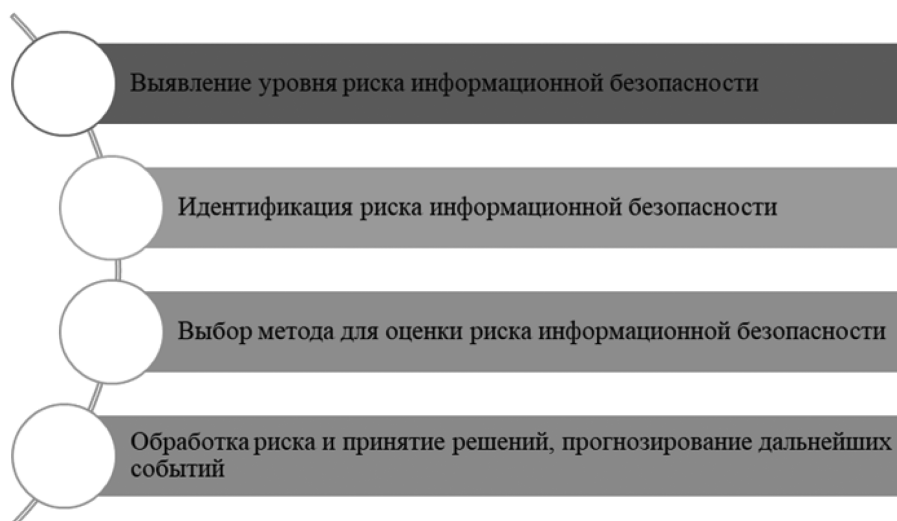 Выявление уровня риска информационной безопасности
Идентификация риска информационной безопасности
Выбор метода для оценки риска информационной безопасности
Обработка риска и принятие решений, прогнозирование дальнейших
событий